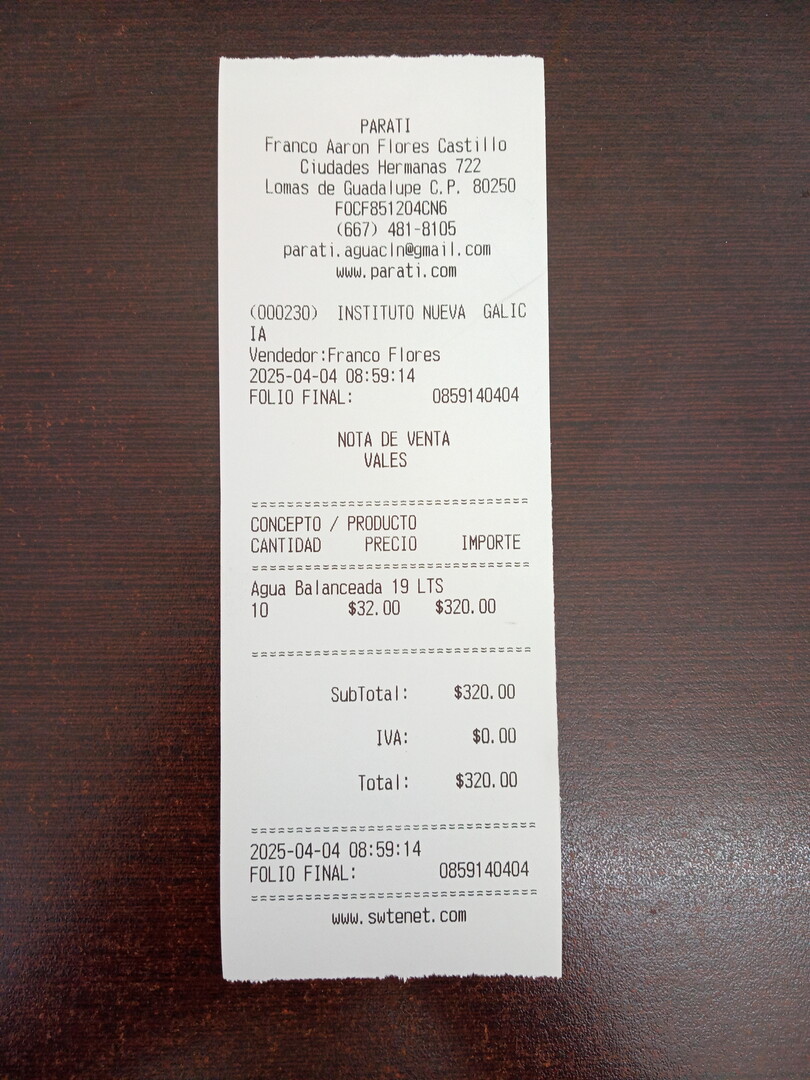 PARATI
Franco Aaron Flores Castillo
Ciudades Hermanas 722
Lomas de Guadalupe C.P. 80250
FOCF851204CN6
(667) 481-8105
parati.aguacln@gmail.com
www.parati.com
(000230) INSTITUTO NUEVA GALIC
IA
Vendedor:Franco Flores
2025-04-04 08:59:14
FOLIO FINAL: 0859140404
NOTA DE VENTA
VALES
================================
CONCEPTO / PRODUCTO
CANTIDAD PRECIO IMPORTE
================================
Agua Balanceada 19 LTS
10 $32.00 $320.00
================================
SubTotal: $320.00
IVA: $0.00
Total: $320.00
================================
2025-04-04 08:59:14
FOLIO FINAL: 0859140404
================================
www.swtenet.com